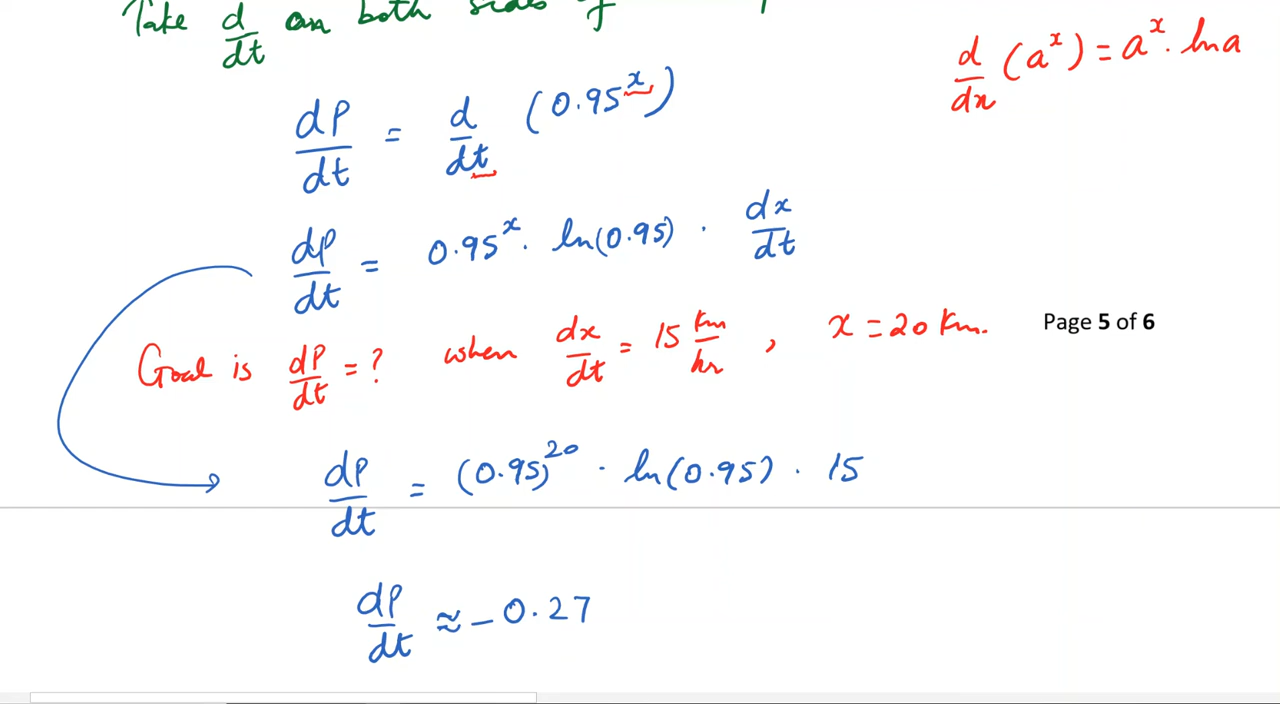 Take d/dt on both sides of
d/dx (a^x) = a^x · ln a
dP/dt = d/dt (0.95^x)
dP/dt = 0.95^x · ln(0.95) · dx/dt
Goal is dP/dt = ? when dx/dt = 15 km/hr , x = 20 km.
Page 5 of 6
dP/dt = (0.95)^20 · ln(0.95) · 15
dP/dt ≈ -0.27